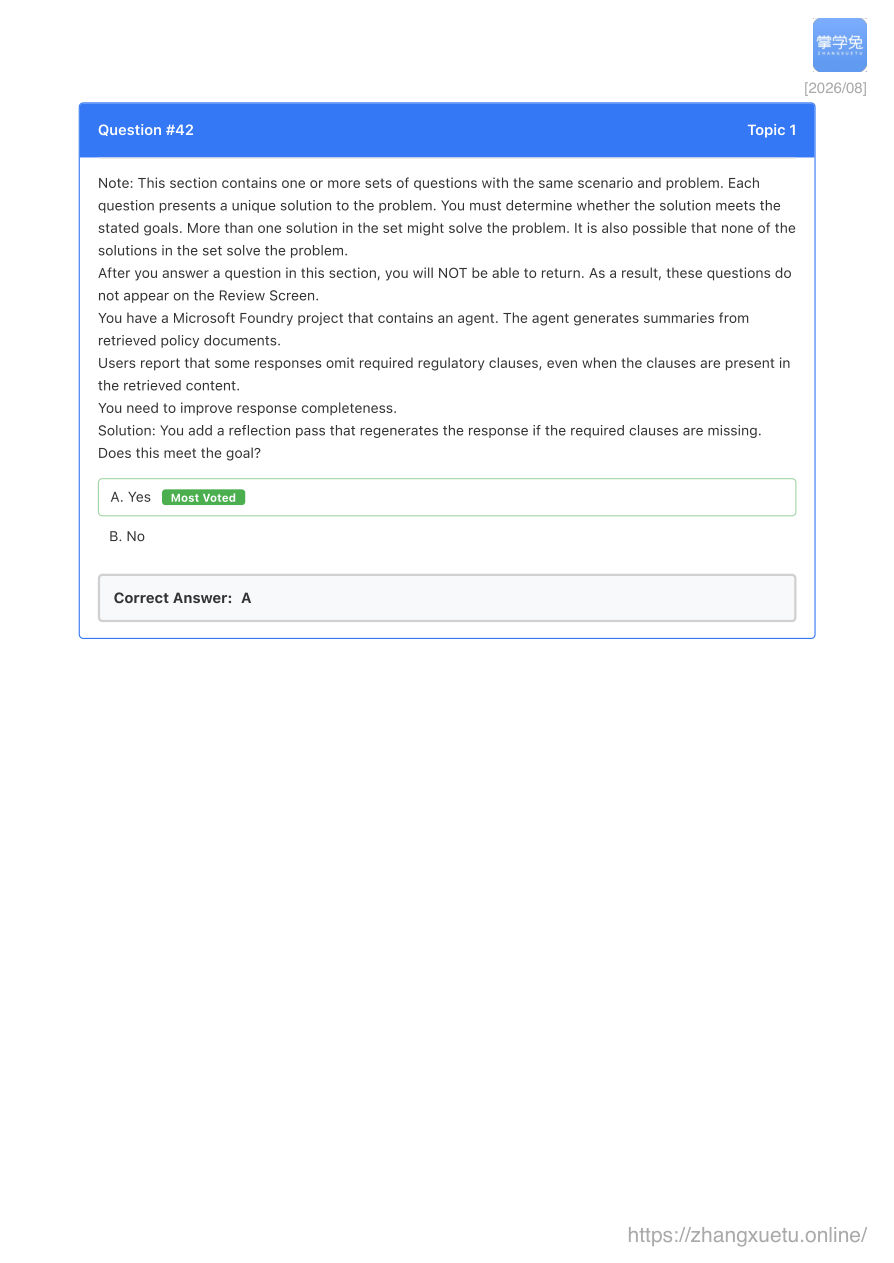 掌学兔
ZHANGXUETU
[2026/08]
Question #42
Topic 1
Note: This section contains one or more sets of questions with the same scenario and problem. Each
question presents a unique solution to the problem. You must determine whether the solution meets the
stated goals. More than one solution in the set might solve the problem. It is also possible that none of the
solutions in the set solve the problem.
After you answer a question in this section, you will NOT be able to return. As a result, these questions do
not appear on the Review Screen.
You have a Microsoft Foundry project that contains an agent. The agent generates summaries from
retrieved policy documents.
Users report that some responses omit required regulatory clauses, even when the clauses are present in
the retrieved content.
You need to improve response completeness.
Solution: You add a reflection pass that regenerates the response if the required clauses are missing.
Does this meet the goal?
A. Yes Most Voted
B. No
Correct Answer: A
https://zhangxuetu.online/